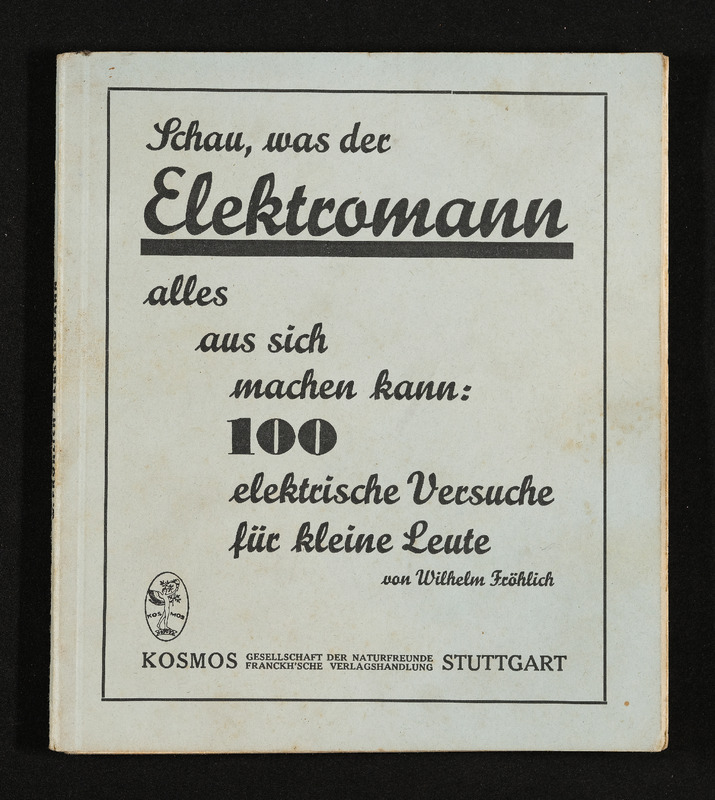 Schau, was der
Elektromann
alles
aus sich
machen kann:
100
elektrische Versuche
für kleine Leute
von Wilhelm Fröhlich
KOSMOS
KOSMOS GESELLSCHAFT DER NATURFREUNDE
FRANCKH'SCHE VERLAGSHANDLUNG STUTTGART